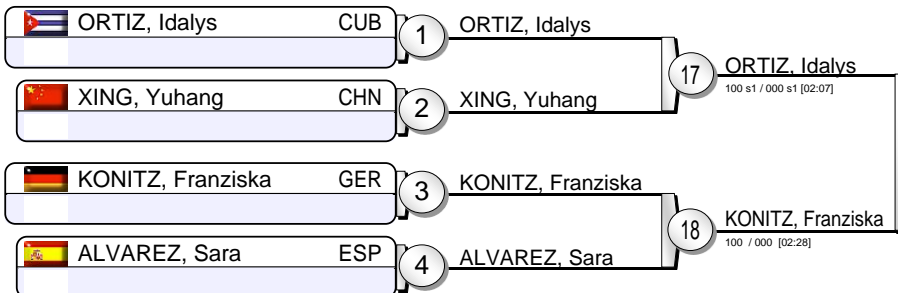 ORTIZ, Idalys CUB 1 ORTIZ, Idalys
17 ORTIZ, Idalys
100 s1 / 000 s1 [02:07]
XING, Yuhang CHN 2 XING, Yuhang
KONITZ, Franziska GER 3 KONITZ, Franziska
18 KONITZ, Franziska
100 / 000 [02:28]
ALVAREZ, Sara ESP 4 ALVAREZ, Sara